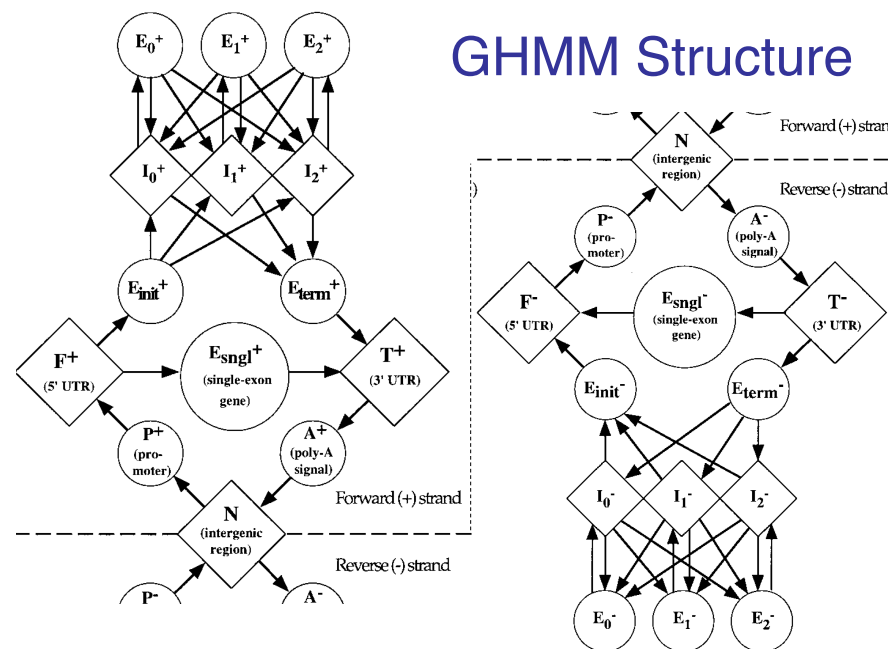 GHMM Structure
E0+ E1+ E2+
I0+ I1+ I2+
Einit+ Eterm+
F+
(5' UTR)
Esngl+
(single-exon
gene)
T+
(3' UTR)
P+
(pro-
moter)
A+
(poly-A
signal)
Forward (+) strand
N
(intergenic
region)
Reverse (-) strand
P-
A-
Forward (+) strand
N
(intergenic
region)
Reverse (-) strand
)
P-
(pro-
moter)
A-
(poly-A
signal)
F-
(5' UTR)
Esngl-
(single-exon
gene)
T-
(3' UTR)
Einit- Eterm-
I0- I1- I2-
E0- E1- E2-